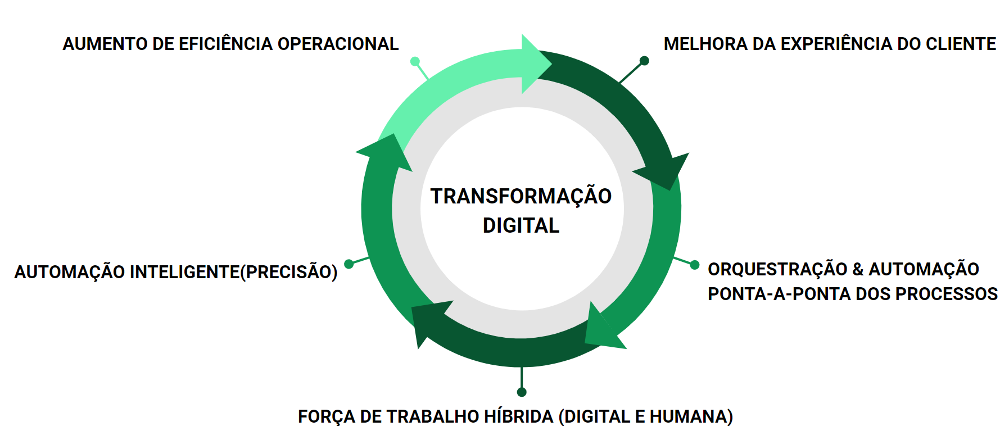 AUMENTO DE EFICIÊNCIA OPERACIONAL
MELHORA DA EXPERIÊNCIA DO CLIENTE
TRANSFORMAÇÃO
DIGITAL
AUTOMAÇÃO INTELIGENTE(PRECISÃO)
ORQUESTRAÇÃO & AUTOMAÇÃO
PONTA-A-PONTA DOS PROCESSOS
FORÇA DE TRABALHO HÍBRIDA (DIGITAL E HUMANA)